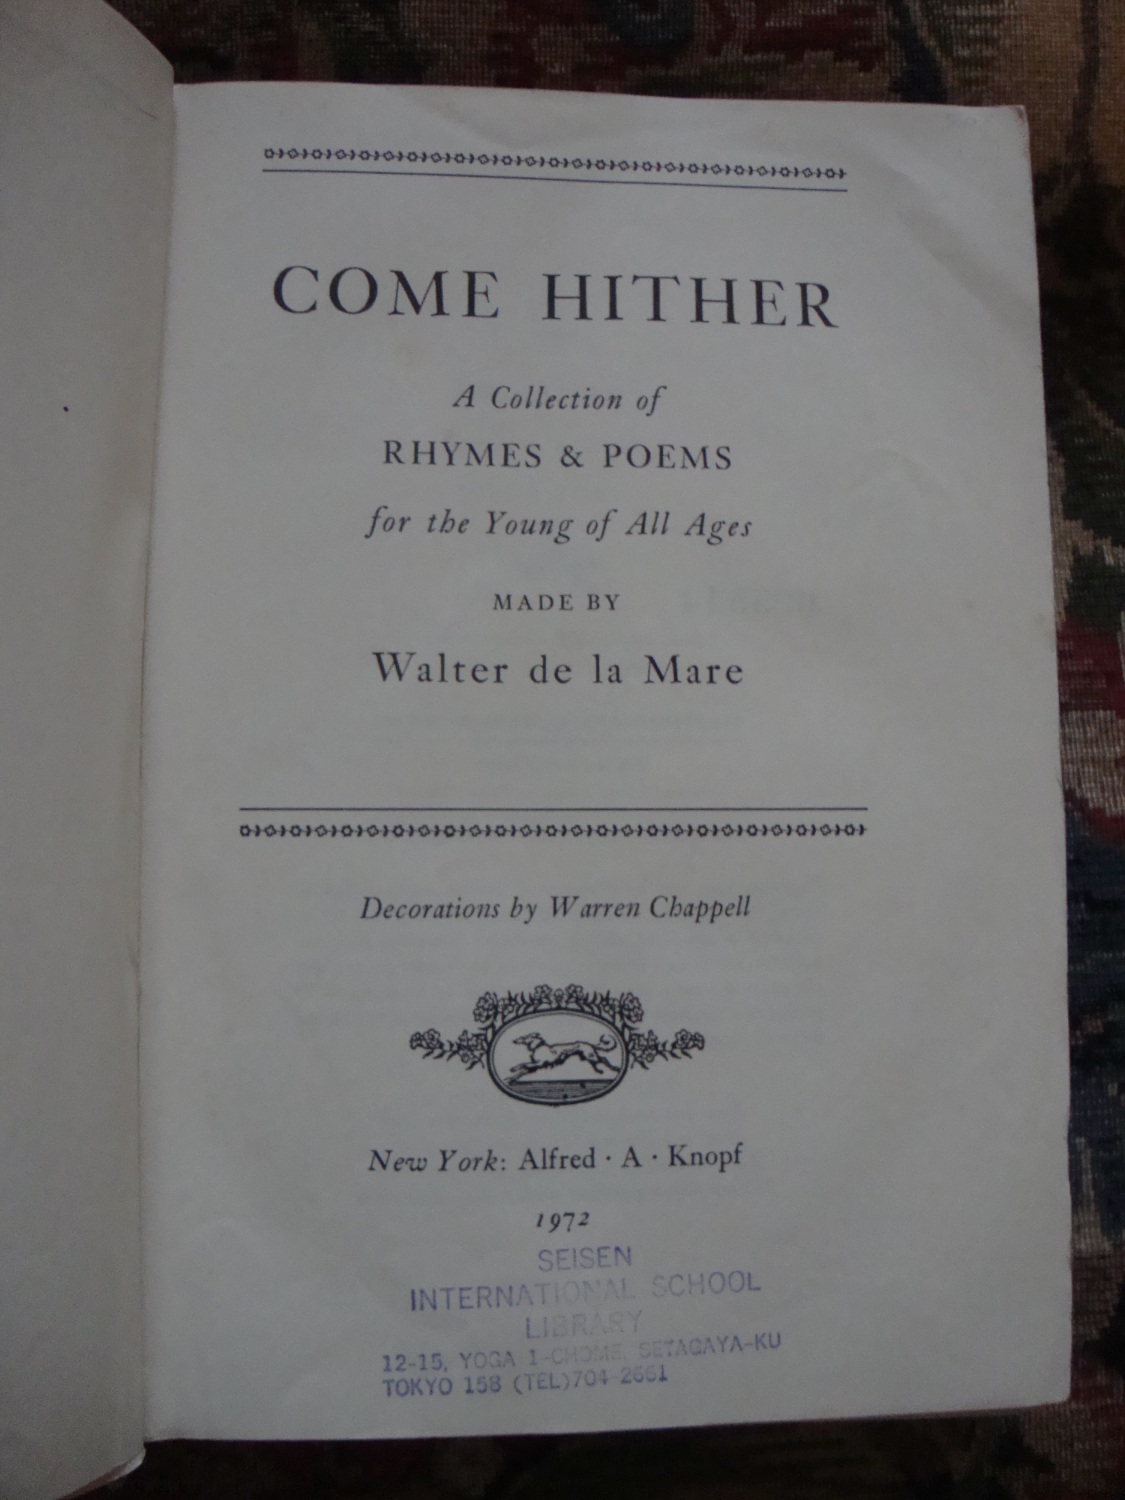 COME HITHER
A Collection of
RHYMES & POEMS
for the Young of All Ages
MADE BY
Walter de la Mare
Decorations by Warren Chappell
New York: Alfred · A · Knopf
1972
SEISEN
INTERNATIONAL SCHOOL
LIBRARY
12-15, YOGA 1-CHOME, SETAGAYA-KU
TOKYO 158 (TEL)704-2661